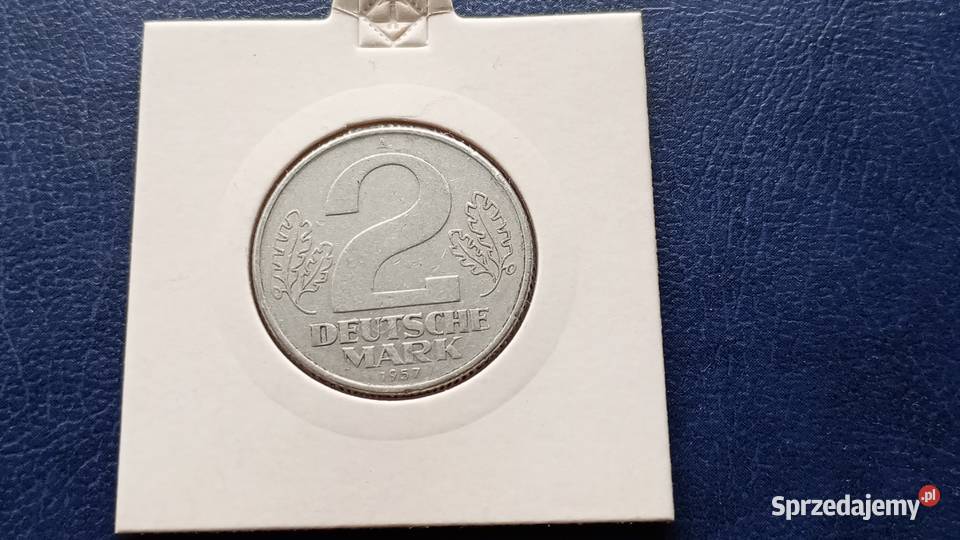 A
2
DEUTSCHE
MARK
1957
Sprzedajemy.pl